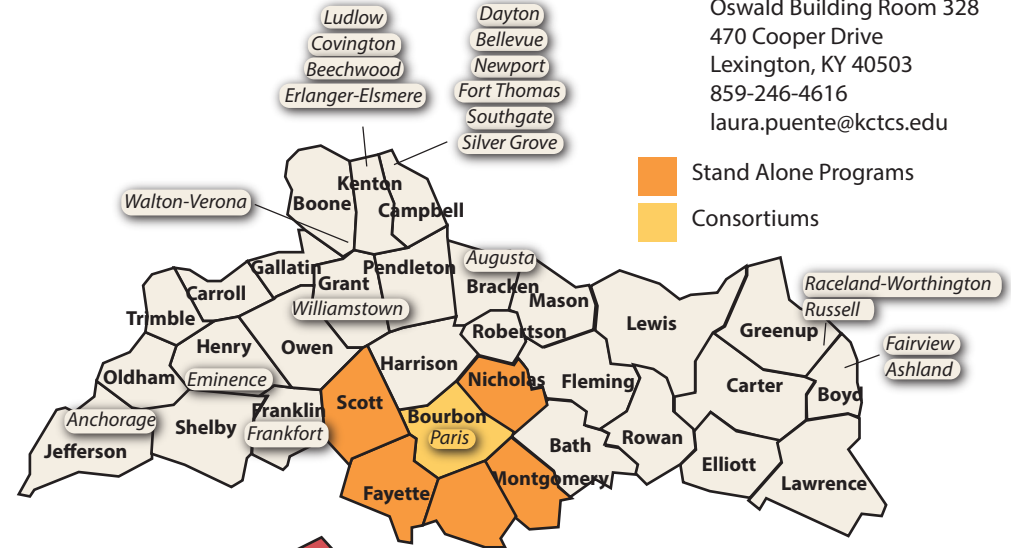 Ludlow
Covington
Beechwood
Erlanger-Elsmere
Dayton
Bellevue
Newport
Fort Thomas
Southgate
Silver Grove
Oswald Building Room 328
470 Cooper Drive
Lexington, KY 40503
859-246-4616
laura.puente@kctcs.edu
Stand Alone Programs
Consortiums
Walton-Verona
Kenton
Boone
Campbell
Gallatin
Grant
Pendleton
Augusta
Bracken
Mason
Carroll
Williamstown
Trimble
Robertson
Lewis
Greenup
Raceland-Worthington
Russell
Fairview
Ashland
Henry
Owen
Harrison
Oldham
Eminence
Nicholas
Fleming
Carter
Boyd
Scott
Bourbon
Paris
Anchorage
Shelby
Franklin
Frankfort
Jefferson
Bath
Rowan
Elliott
Lawrence
Fayette
Montgomery